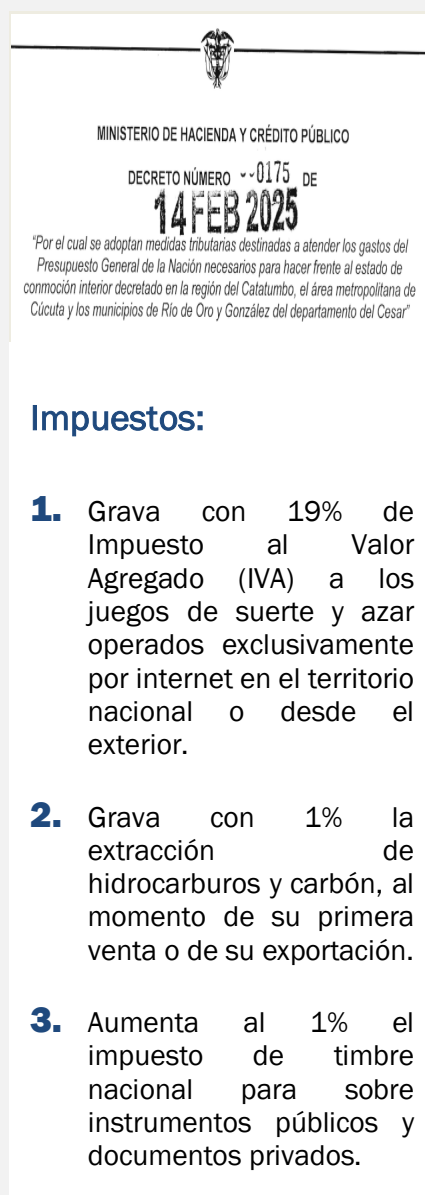 MINISTERIO DE HACIENDA Y CRÉDITO PÚBLICO
DECRETO NÚMERO --0175 DE
14 FEB 2025
"Por el cual se adoptan medidas tributarias destinadas a atender los gastos del
Presupuesto General de la Nación necesarios para hacer frente al estado de
conmoción interior decretado en la región del Catatumbo, el área metropolitana de
Cúcuta y los municipios de Río de Oro y González del departamento del Cesar"
Impuestos:
1. Grava con 19% de
Impuesto al Valor
Agregado (IVA) a los
juegos de suerte y azar
operados exclusivamente
por internet en el territorio
nacional o desde el
exterior.
2. Grava con 1% la
extracción de
hidrocarburos y carbón, al
momento de su primera
venta o de su exportación.
3. Aumenta al 1% el
impuesto de timbre
nacional para sobre
instrumentos públicos y
documentos privados.